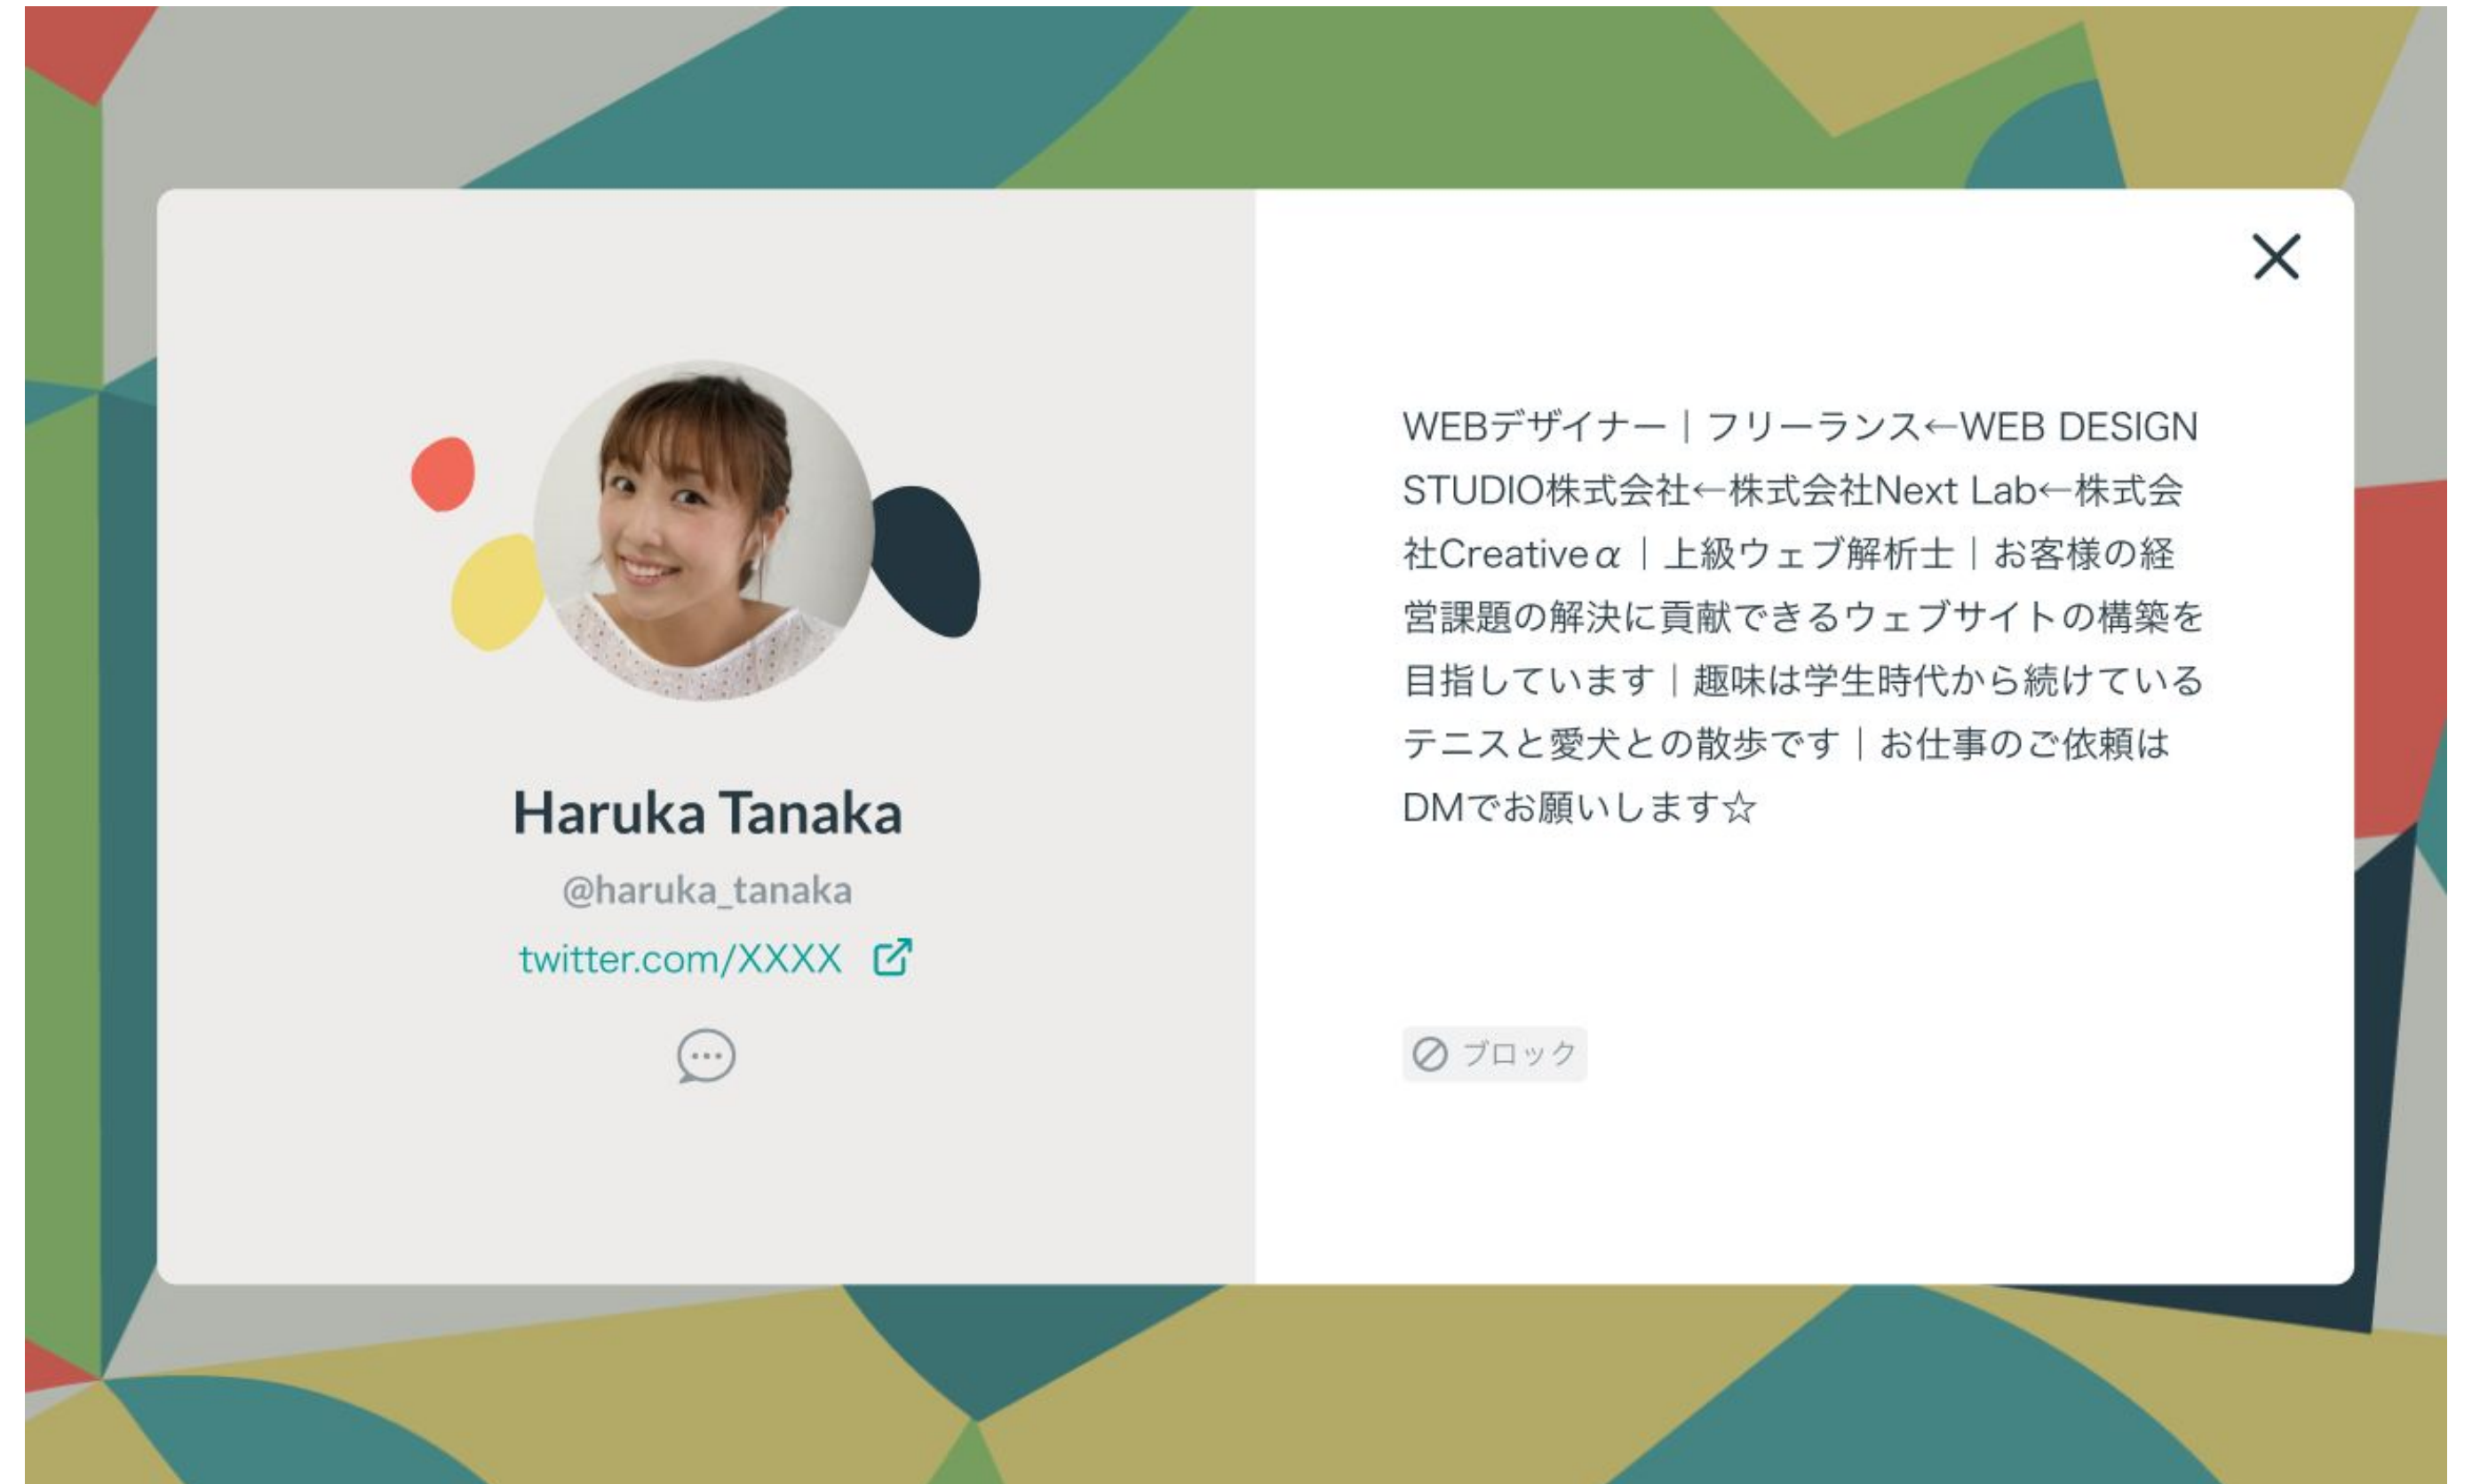 Haruka Tanaka
@haruka_tanaka
twitter.com/XXXX
WEBデザイナー｜フリーランス←WEB DESIGN
STUDIO株式会社←株式会社Next Lab←株式会
社Creativeα｜上級ウェブ解析士｜お客様の経
営課題の解決に貢献できるウェブサイトの構築を
目指しています｜趣味は学生時代から続けている
テニスと愛犬との散歩です｜お仕事のご依頼は
DMでお願いします☆
ブロック